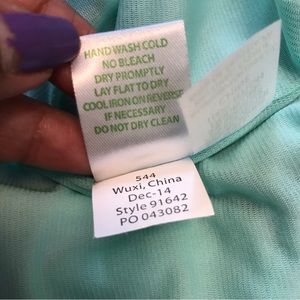 HAND WASH COLD
NO BLEACH
DRY PROMPTLY
LAY FLAT TO DRY
COOL IRON ON REVERSE
IF NECESSARY
DO NOT DRY CLEAN
544
Wuxi, China
Dec-14
Style 91642
PO 043082